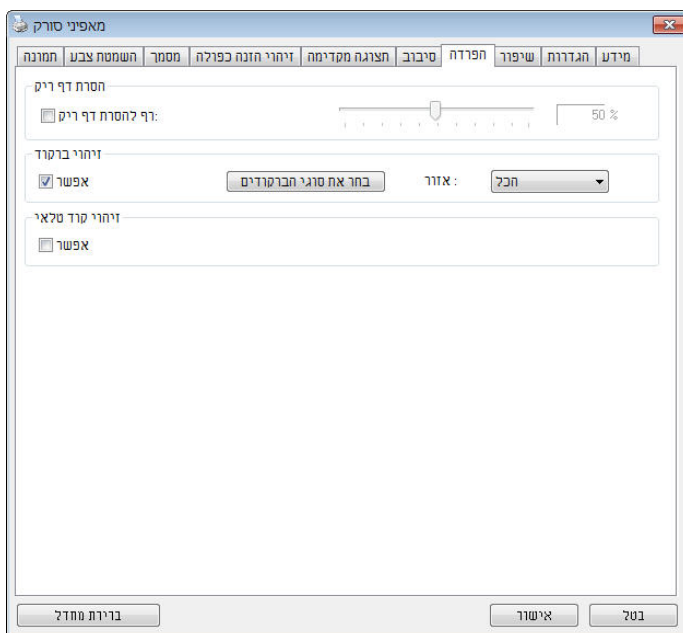 מאפיני סורק
תמונה השמטת צבע מסמך זיהוי הזנה כפולה תצוגה מקדימה סיבוב הפרדה שיפור הגדרות מידע
הסרת דף ריק
רף להסרת דף ריק: 50 %
זיהוי ברקוד
אפשר בחר את סוגי הברקודים אזור : הכל
זיהוי קוד טלאי
אפשר
ברירת מחדל אישור בטל